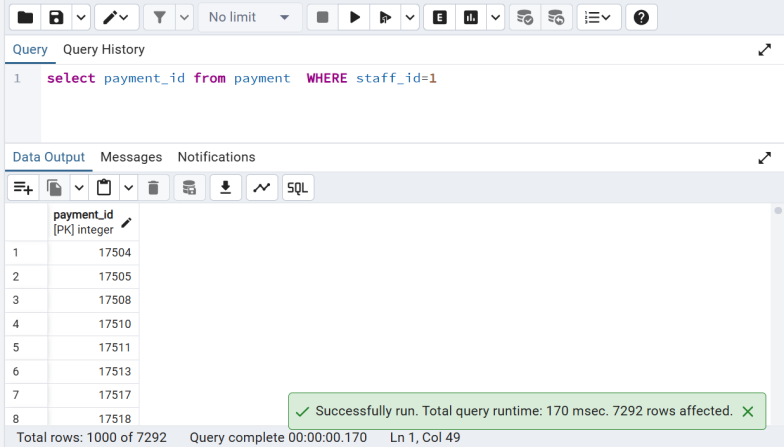 No limit
E
Query Query History
1 select payment_id from payment  WHERE staff_id=1
Data Output Messages Notifications
SQL
payment_id
[PK] integer
1 17504
2 17505
3 17508
4 17510
5 17511
6 17513
7 17517
8 17518
Successfully run. Total query runtime: 170 msec. 7292 rows affected.
Total rows: 1000 of 7292 Query complete 00:00:00.170 Ln 1, Col 49